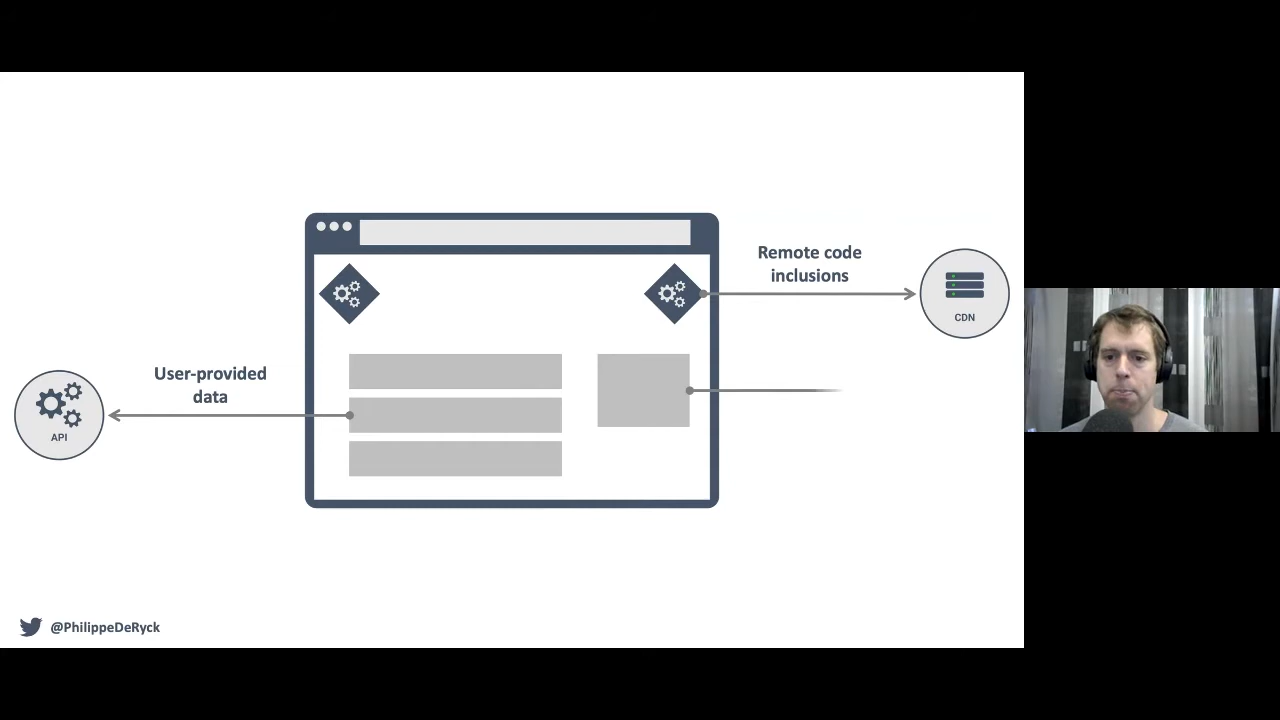 Remote code
inclusions
CDN
User-provided
data
API
@PhilippeDeRyck